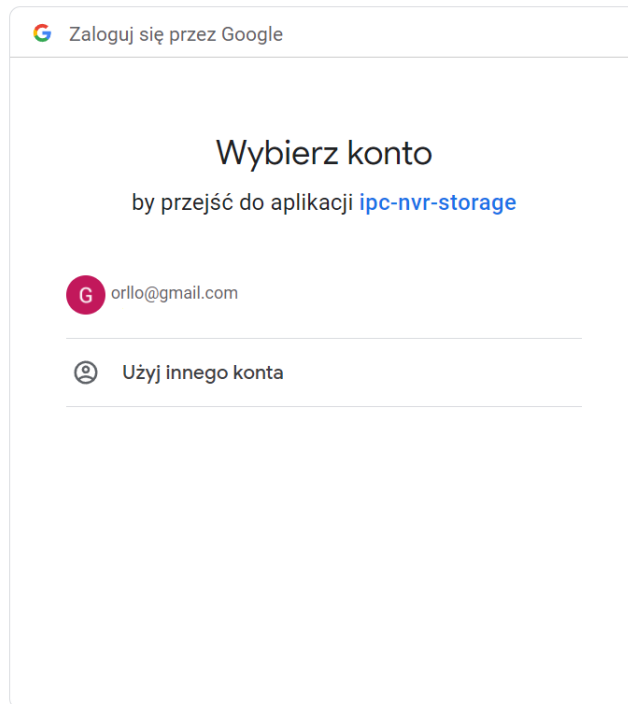 Zaloguj się przez Google
Wybierz konto
by przejść do aplikacji ipc-nvr-storage
G
orllo@gmail.com
Użyj innego konta